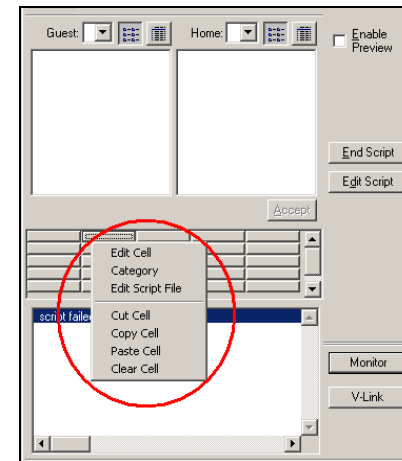 Guest: Home: Enable
Preview
End Script
Edit Script
Accept
Edit Cell
Category
Edit Script File
Cut Cell
script failed
Copy Cell
Paste Cell
Clear Cell
Monitor
V-Link